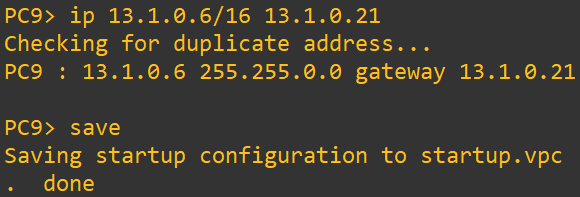 PC9> ip 13.1.0.6/16 13.1.0.21
Checking for duplicate address...
PC9 : 13.1.0.6 255.255.0.0 gateway 13.1.0.21
PC9> save
Saving startup configuration to startup.vpc
.  done